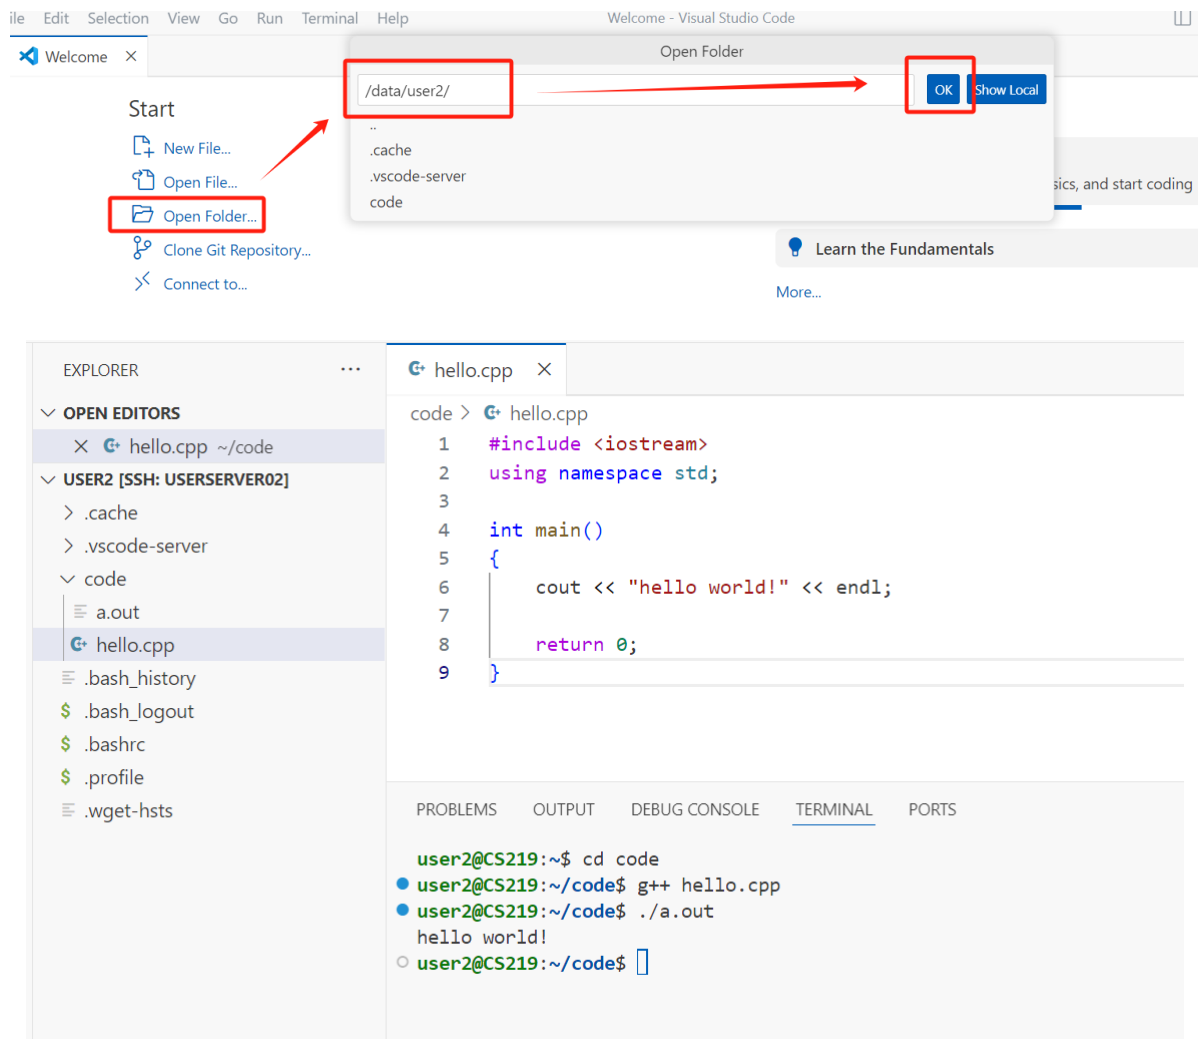 ile Edit Selection View Go Run Terminal Help Welcome - Visual Studio Code
Welcome
Open Folder
/data/user2/ OK Show Local
..
.cache
.vscode-server
code
Start
New File...
Open File...
Open Folder...
Clone Git Repository...
Connect to...
sics, and start coding
Learn the Fundamentals
More...
EXPLORER ...
OPEN EDITORS
hello.cpp ~/code
USER2 [SSH: USERSERVER02]
.cache
.vscode-server
code
a.out
hello.cpp
.bash_history
.bash_logout
$ .bashrc
$ .profile
.wget-hsts
hello.cpp
code > hello.cpp
1 #include <iostream>
2 using namespace std;
3
4 int main()
5 {
6 cout << "hello world!" << endl;
7
8 return 0;
9 }
PROBLEMS OUTPUT DEBUG CONSOLE TERMINAL PORTS
user2@CS219:~$ cd code
user2@CS219:~/code$ g++ hello.cpp
user2@CS219:~/code$ ./a.out
hello world!
user2@CS219:~/code$